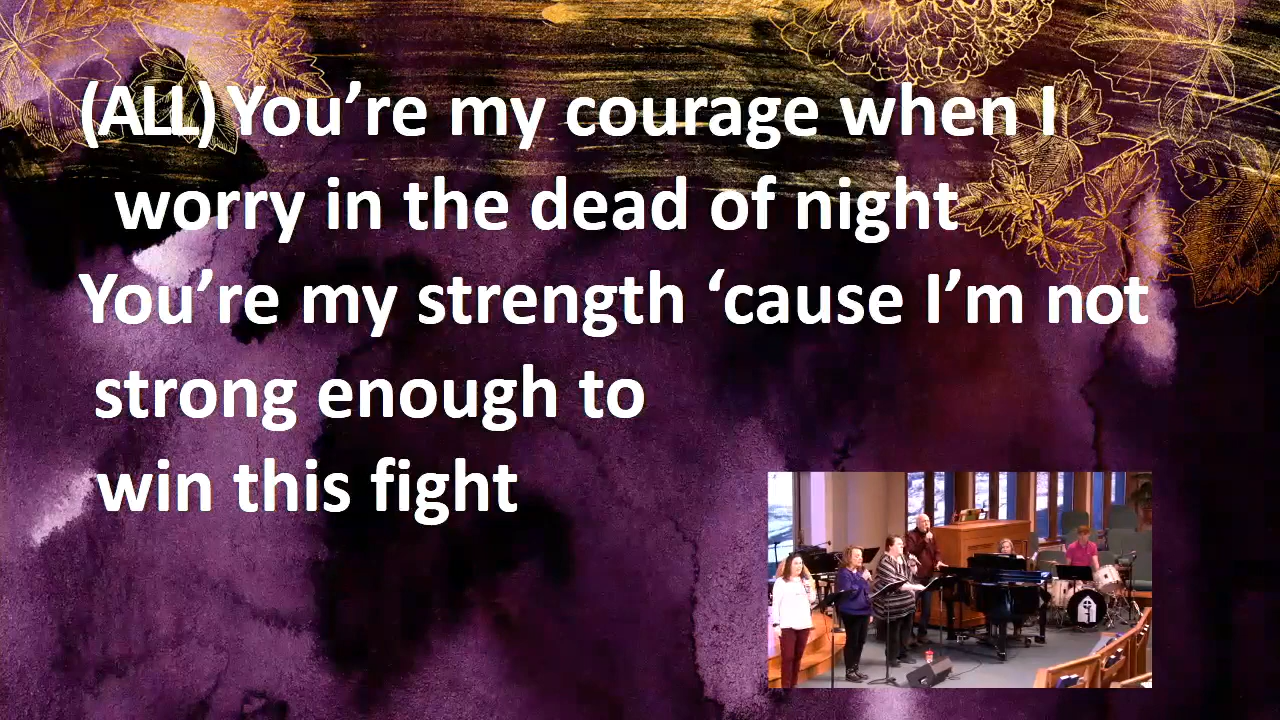 (ALL) You’re my courage when I
worry in the dead of night
You’re my strength ‘cause I’m not
strong enough to
win this fight